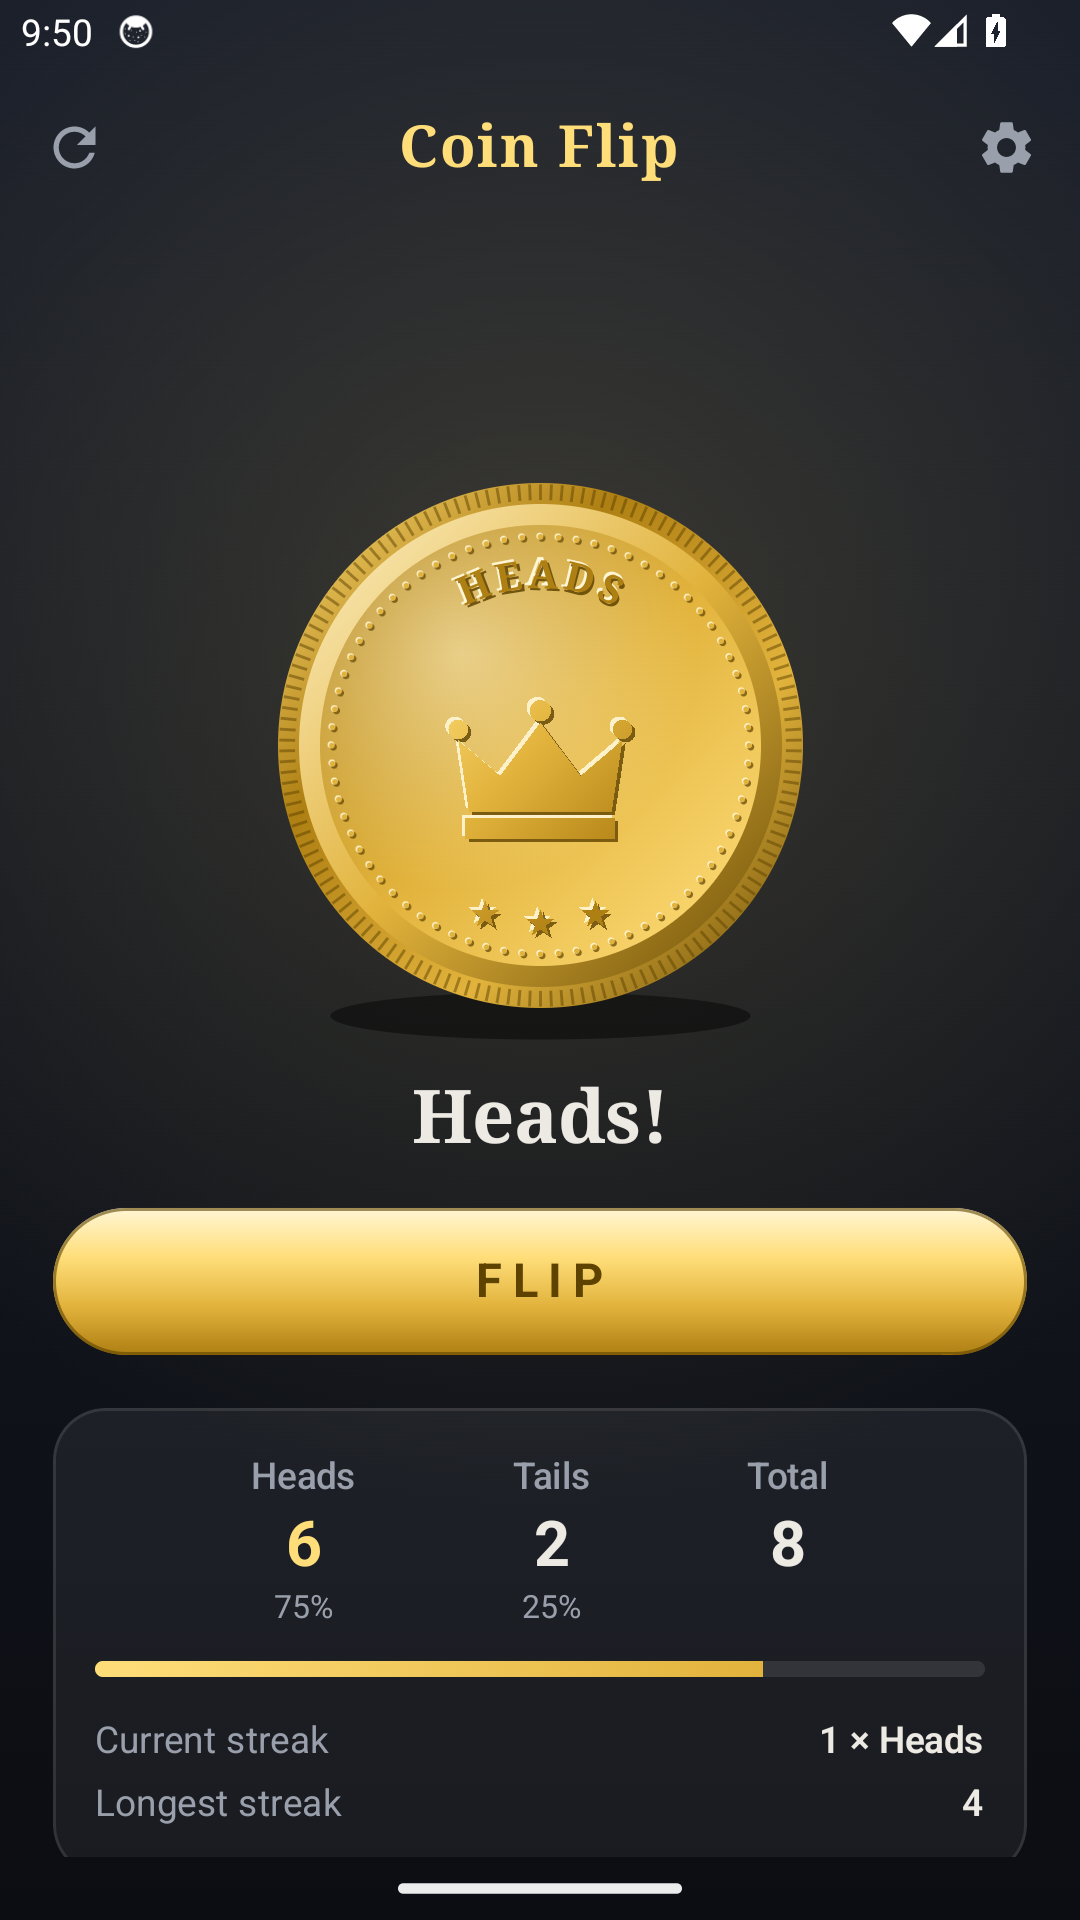 9:50
Coin Flip
HEADS
Heads!
FLIP
Heads Tails Total
6 2 8
75% 25%
Current streak 1 × Heads
Longest streak 4